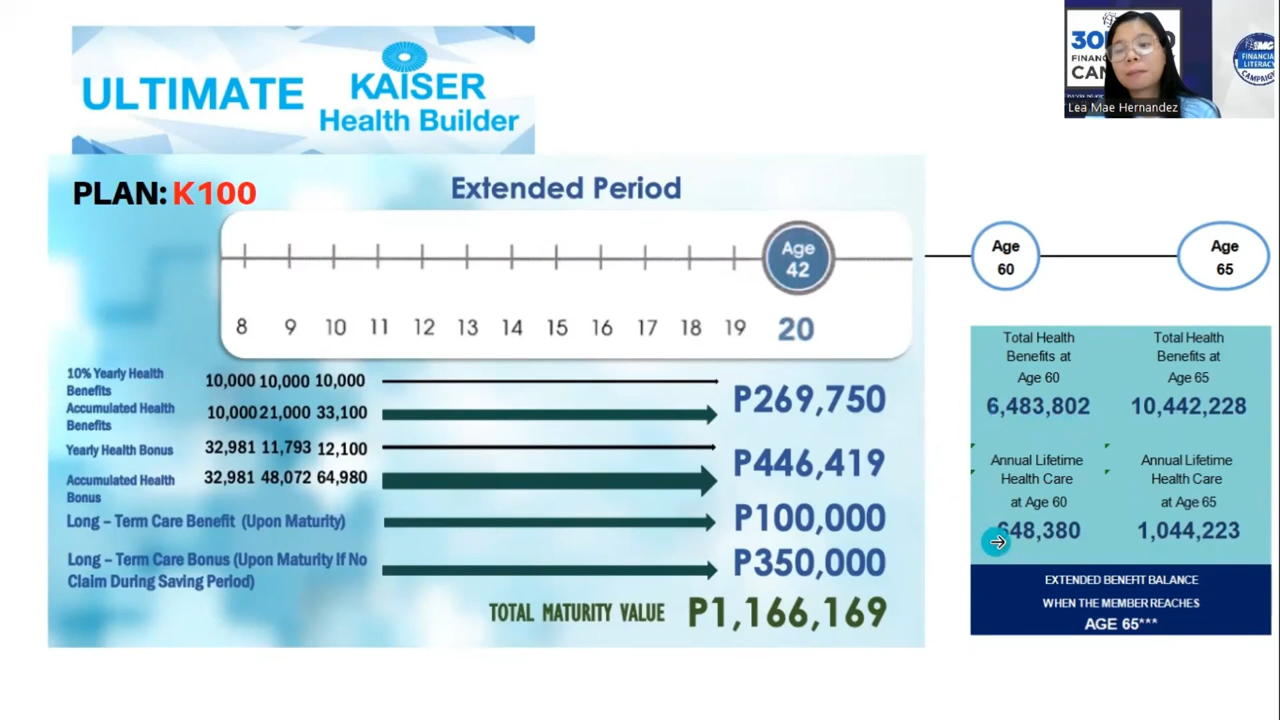 ULTIMATE
KAISER
Health Builder
Lea Mae Hernandez
PLAN: K100
Extended Period
Age
42
8 9 10 11 12 13 14 15 16 17 18 19 20
Age
60
Age
65
10% Yearly Health
Benefits
10,000 10,000 10,000
Accumulated Health
Benefits
10,000 21,000 33,100
P269,750
Yearly Health Bonus
32,981 11,793 12,100
Accumulated Health
Bonus
32,981 48,072 64,980
P446,419
Long – Term Care Benefit (Upon Maturity)
P100,000
Long – Term Care Bonus (Upon Maturity If No
Claim During Saving Period)
P350,000
TOTAL MATURITY VALUE P1,166,169
Total Health
Benefits at
Age 60
6,483,802
Total Health
Benefits at
Age 65
10,442,228
Annual Lifetime
Health Care
at Age 60
648,380
Annual Lifetime
Health Care
at Age 65
1,044,223
EXTENDED BENEFIT BALANCE
WHEN THE MEMBER REACHES
AGE 65***
FINANCIAL
LITERACY
CAMPAIGN